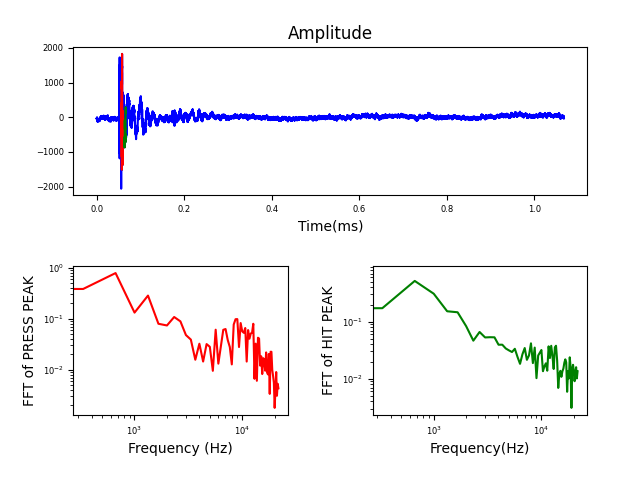 Amplitude
2000
1000
0
−1000
−2000
0.0 0.2 0.4 0.6 0.8 1.0
Time(ms)
FFT of PRESS PEAK
10⁰
10⁻¹
10⁻²
10³ 10⁴
Frequency (Hz)
FFT of HIT PEAK
10⁻¹
10⁻²
10³ 10⁴
Frequency(Hz)